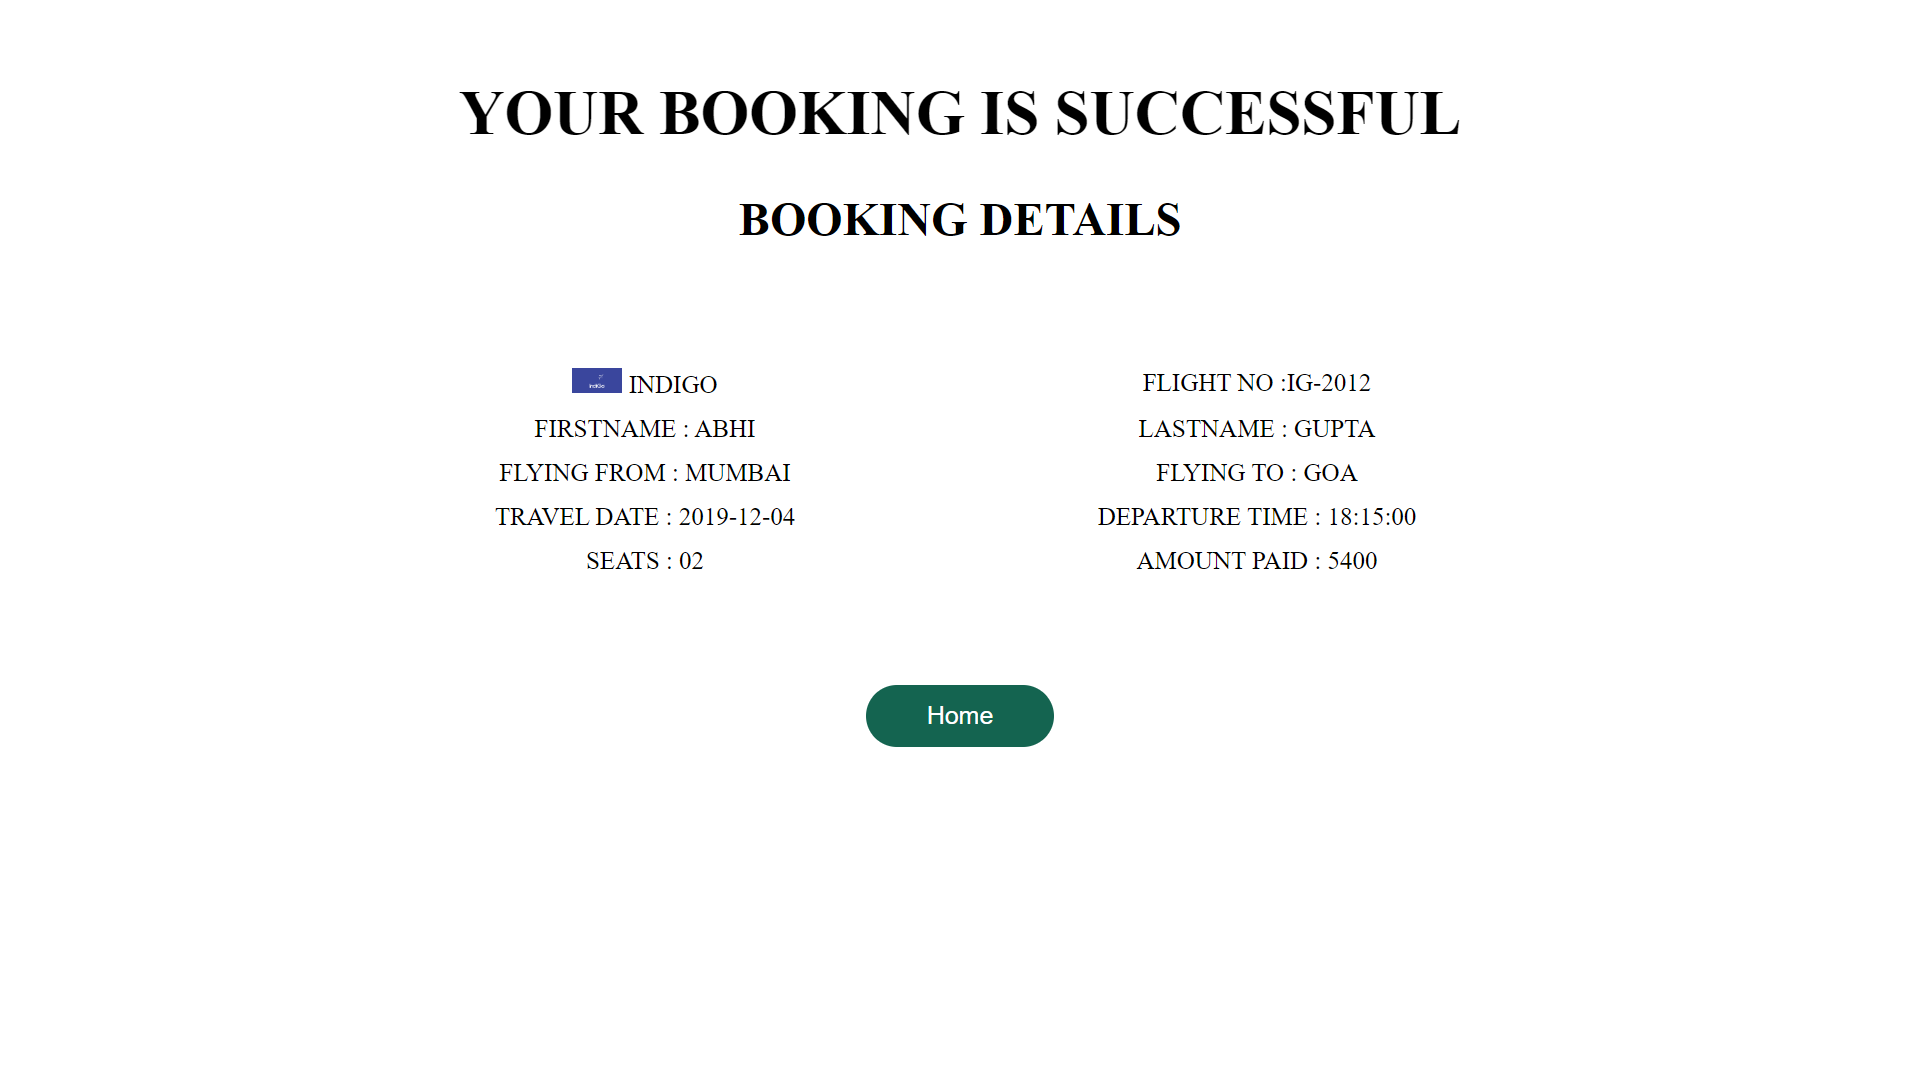 YOUR BOOKING IS SUCCESSFUL
BOOKING DETAILS
IndiGo INDIGO
FLIGHT NO :IG-2012
FIRSTNAME : ABHI
LASTNAME : GUPTA
FLYING FROM : MUMBAI
FLYING TO : GOA
TRAVEL DATE : 2019-12-04
DEPARTURE TIME : 18:15:00
SEATS : 02
AMOUNT PAID : 5400
Home